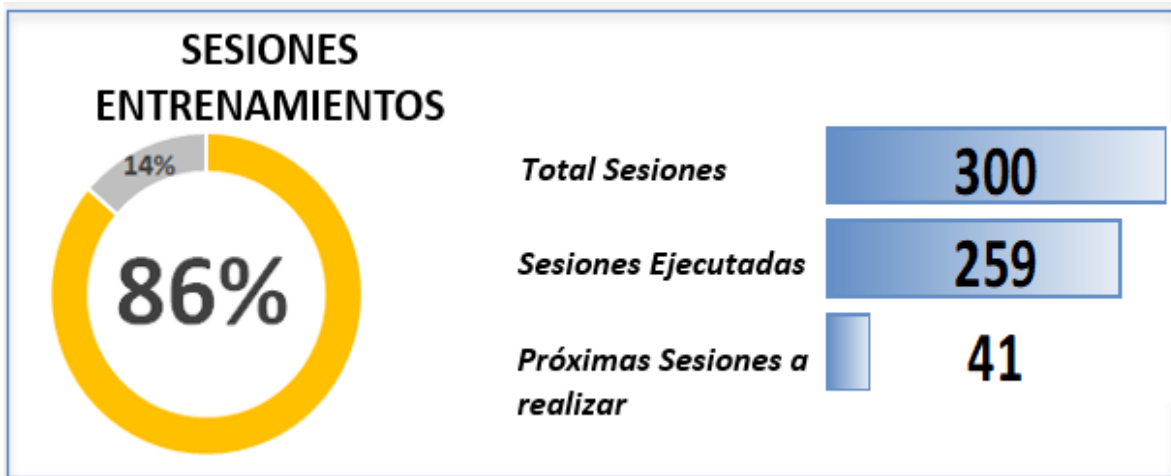 SESIONES
ENTRENAMIENTOS
14%
86%
Total Sesiones
300
Sesiones Ejecutadas
259
Próximas Sesiones a
realizar
41